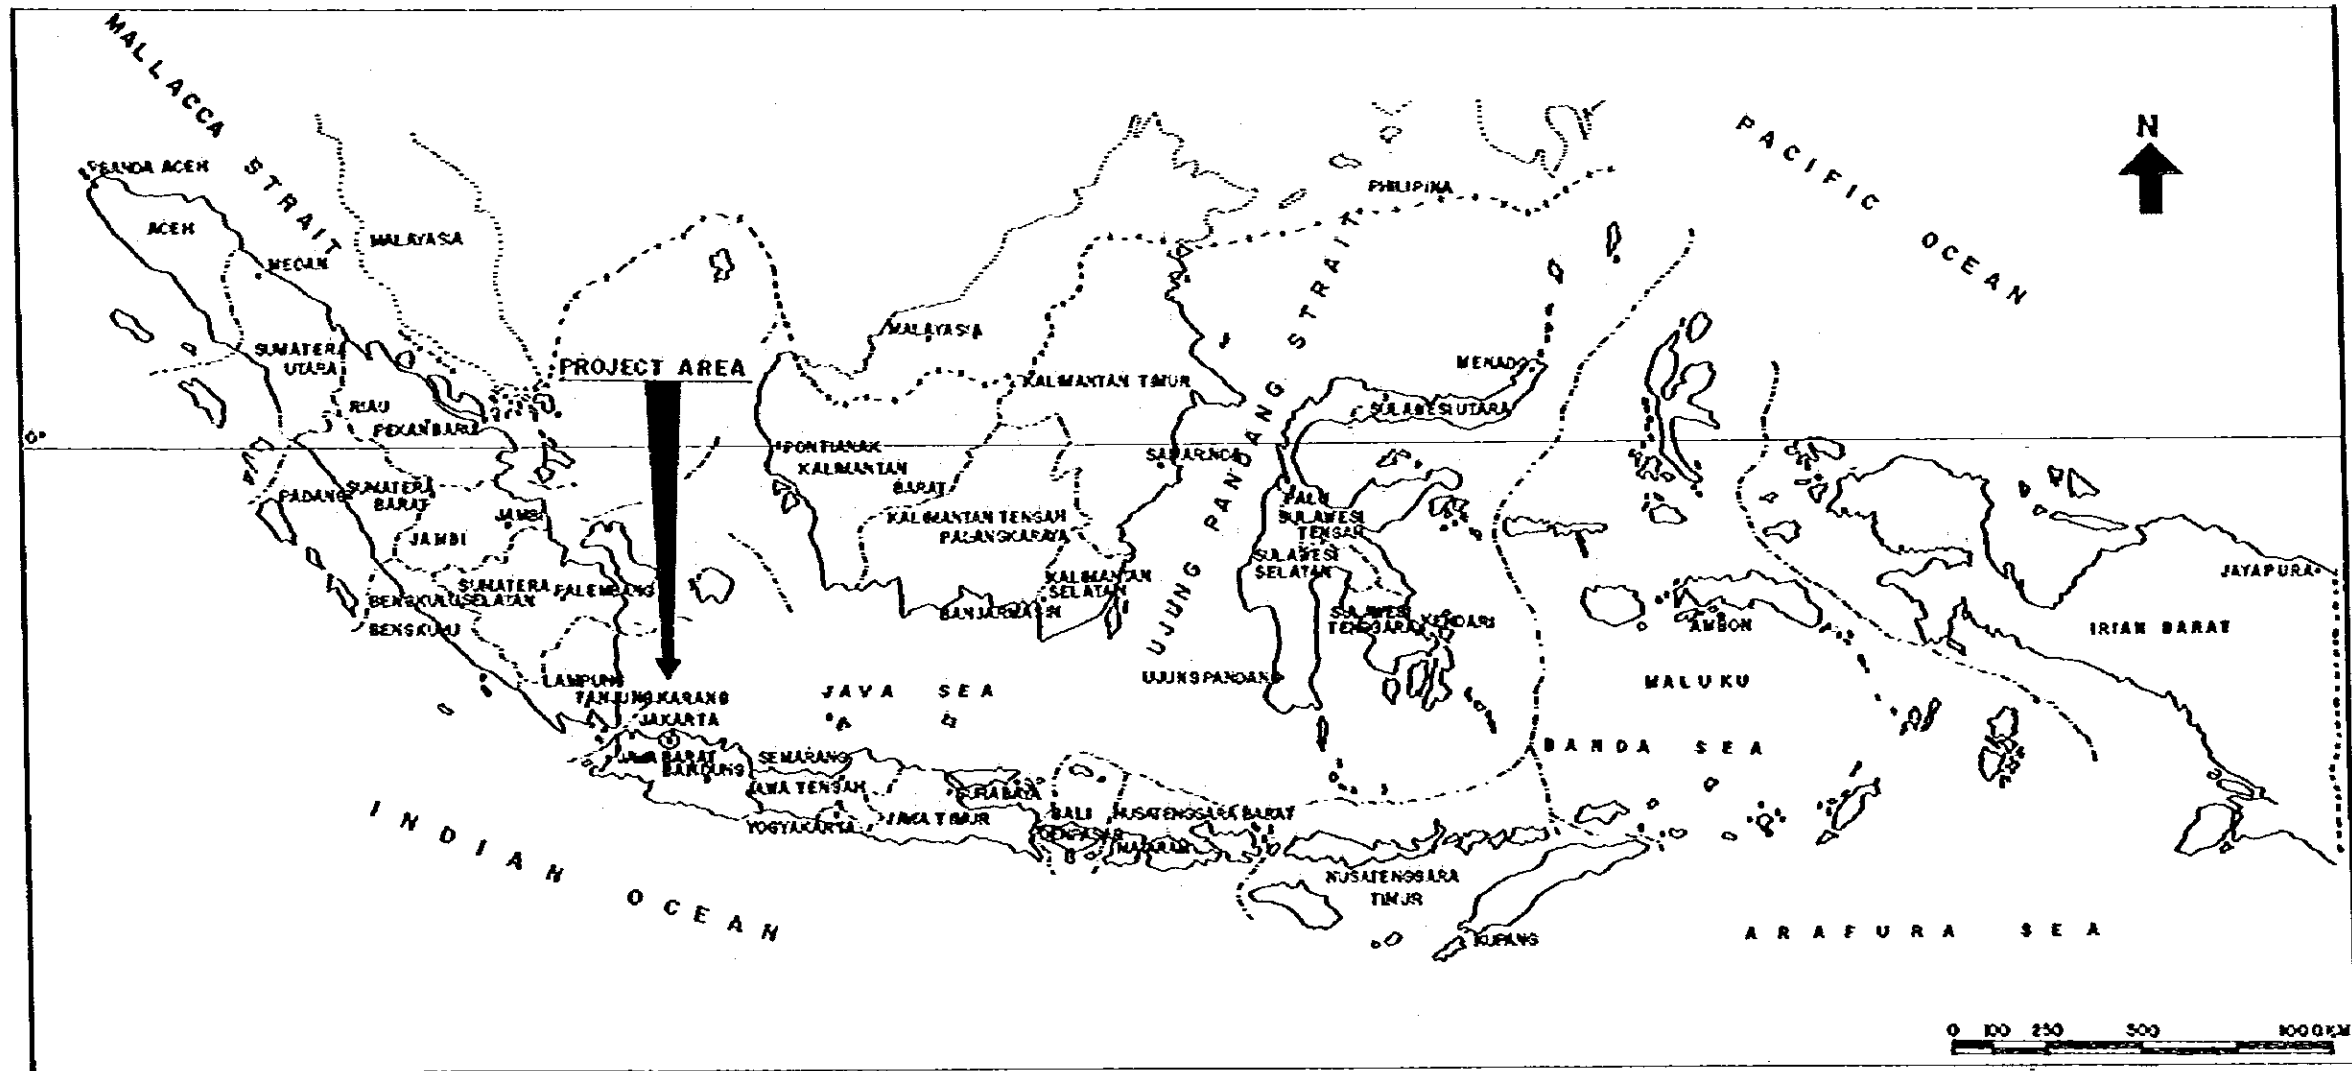 MALLACCA STRAIT
PACIFIC OCEAN
N
BANDA ACEH
ACEH
MEDAN
MALAYASIA
PHILIPINA
UJUNG PANDANG STRAIT
MALAYASIA
SUMATERA
UTARA
PROJECT AREA
KALIMANTAN TIMUR
MENADO
RIAU
PEKANBARU
SULAWESI UTARA
0°
PONTIANAK
KALIMANTAN
BARAT
SAMARINDA
PADANG
SUMATERA
BARAT
JAMBI
JAMBI
KALIMANTAN TENGAH
PALANGKARAYA
PALU
SULAWESI
TENGAH
SULAWESI
SELATAN
KALIMANTAN
SELATAN
JAYAPURA
SUMATERA
SELATAN
PALEMBANG
BENGKULU
BENGKULU
BANJARMASIN
SULAWESI
TENGGARA
KENDARI
AMBON
IRIAN BARAT
LAMPUNG
TANJUNGKARANG
JAVA SEA
UJUNG PANDANG
MALUKU
JAKARTA
BANDA SEA
JAWA BARAT
BANDUNG
SEMARANG
JAWA TENGAH
SURABAYA
YOGYAKARTA
JAWA TIMUR
BALI
DENPASAR
NUSATENGGARA BARAT
MATARAM
INDIAN OCEAN
NUSATENGGARA
TIMUR
KUPANG
ARAFURA SEA
0 100 250 500 1000 KM